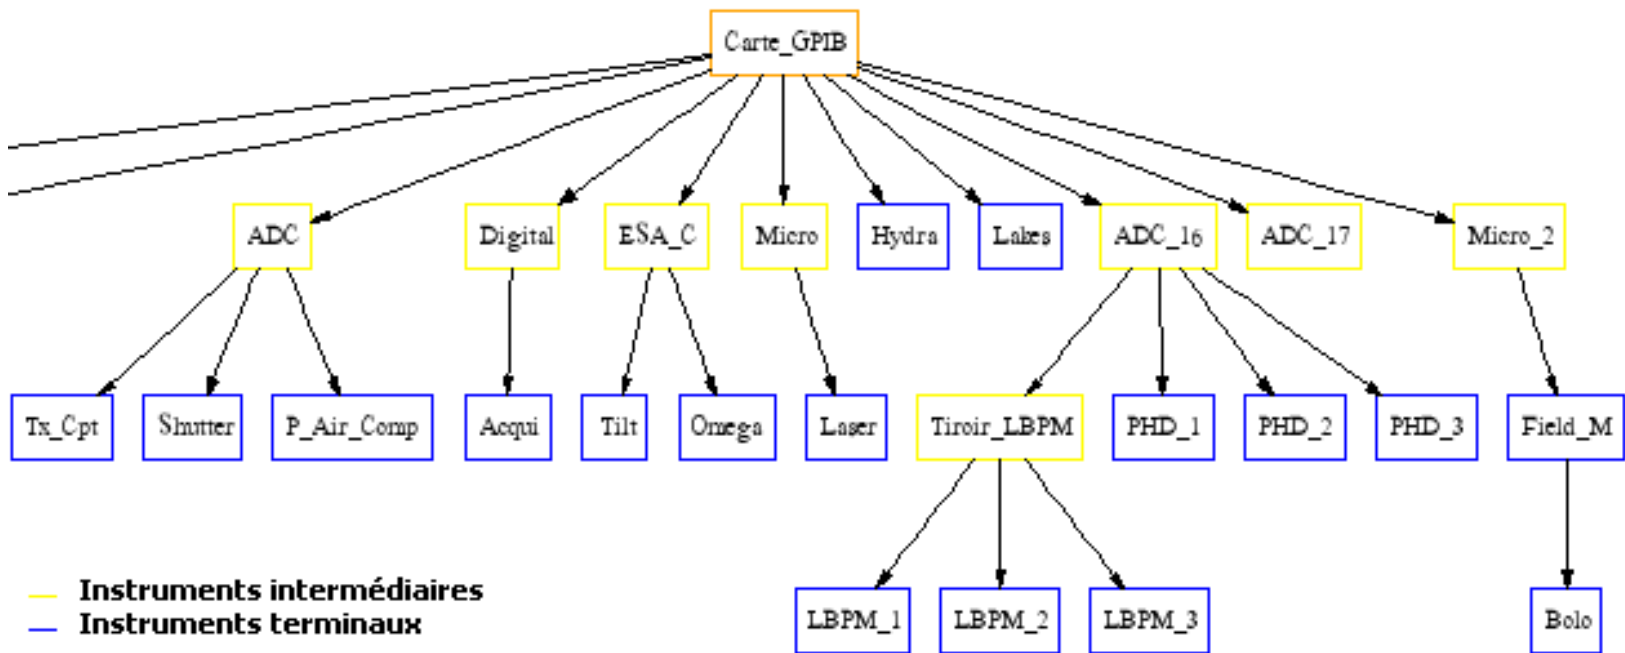 Carte_GPIB
ADC
Digital
ESA_C
Micro
Hydra
Lakes
ADC_16
ADC_17
Micro_2
Tx_Cpt
Shutter
P_Air_Comp
Acqui
Tilt
Omega
Laser
Tiroir_LBPM
PHD_1
PHD_2
PHD_3
Field_M
Instruments intermédiaires
Instruments terminaux
LBPM_1
LBPM_2
LBPM_3
Bolo